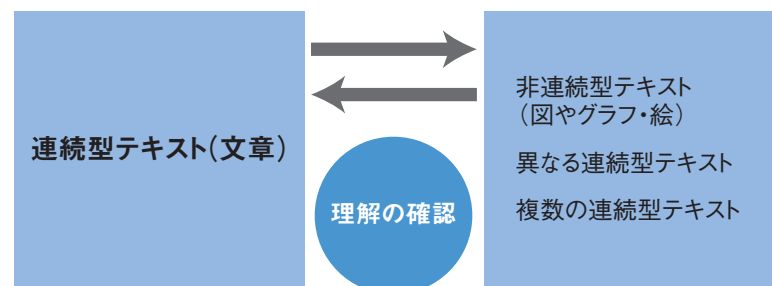 連続型テキスト(文章)
理解の確認
非連続型テキスト
（図やグラフ・絵）
異なる連続型テキスト
複数の連続型テキスト